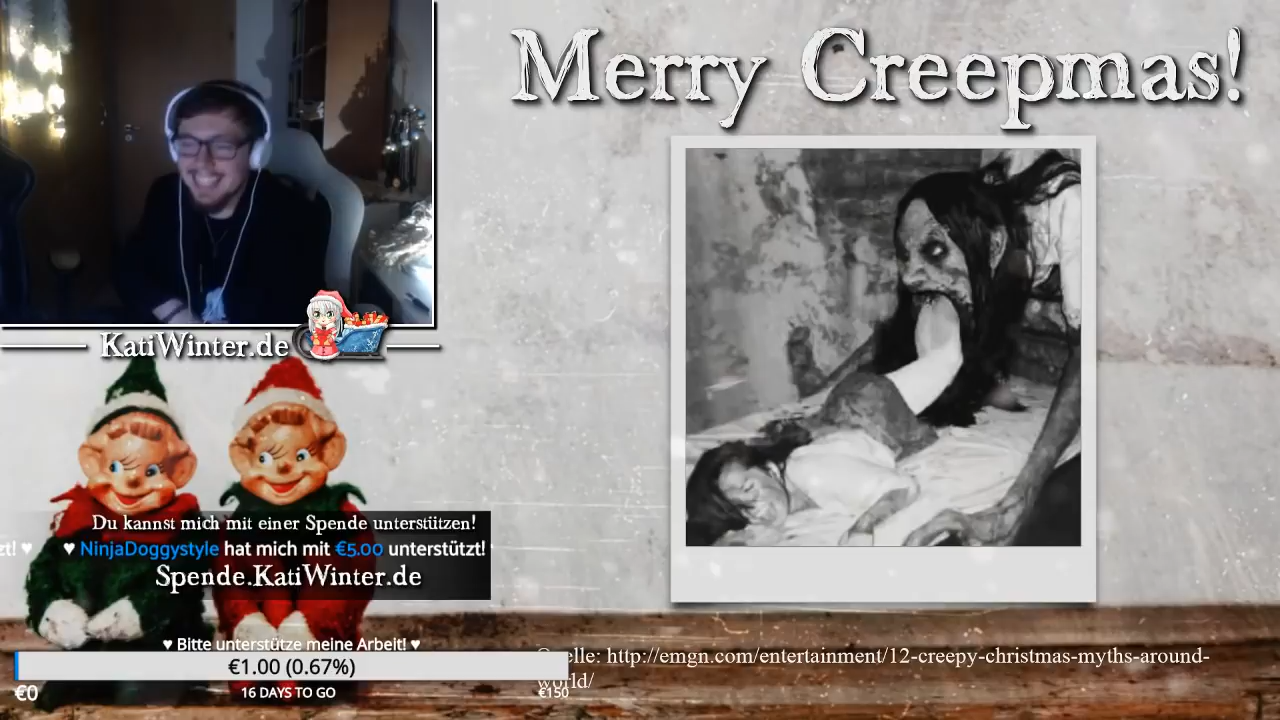 Merry Creepmas!
KatiWinter.de
Du kannst mich mit einer Spende unterstützen!
zt! ♥ ♥ NinjaDoggystyle hat mich mit €5.00 unterstützt!
Spende.KatiWinter.de
♥ Bitte unterstütze meine Arbeit! ♥
€1.00 (0.67%)
€0 16 DAYS TO GO €150
Quelle: http://emgn.com/entertainment/12-creepy-christmas-myths-around-
world/